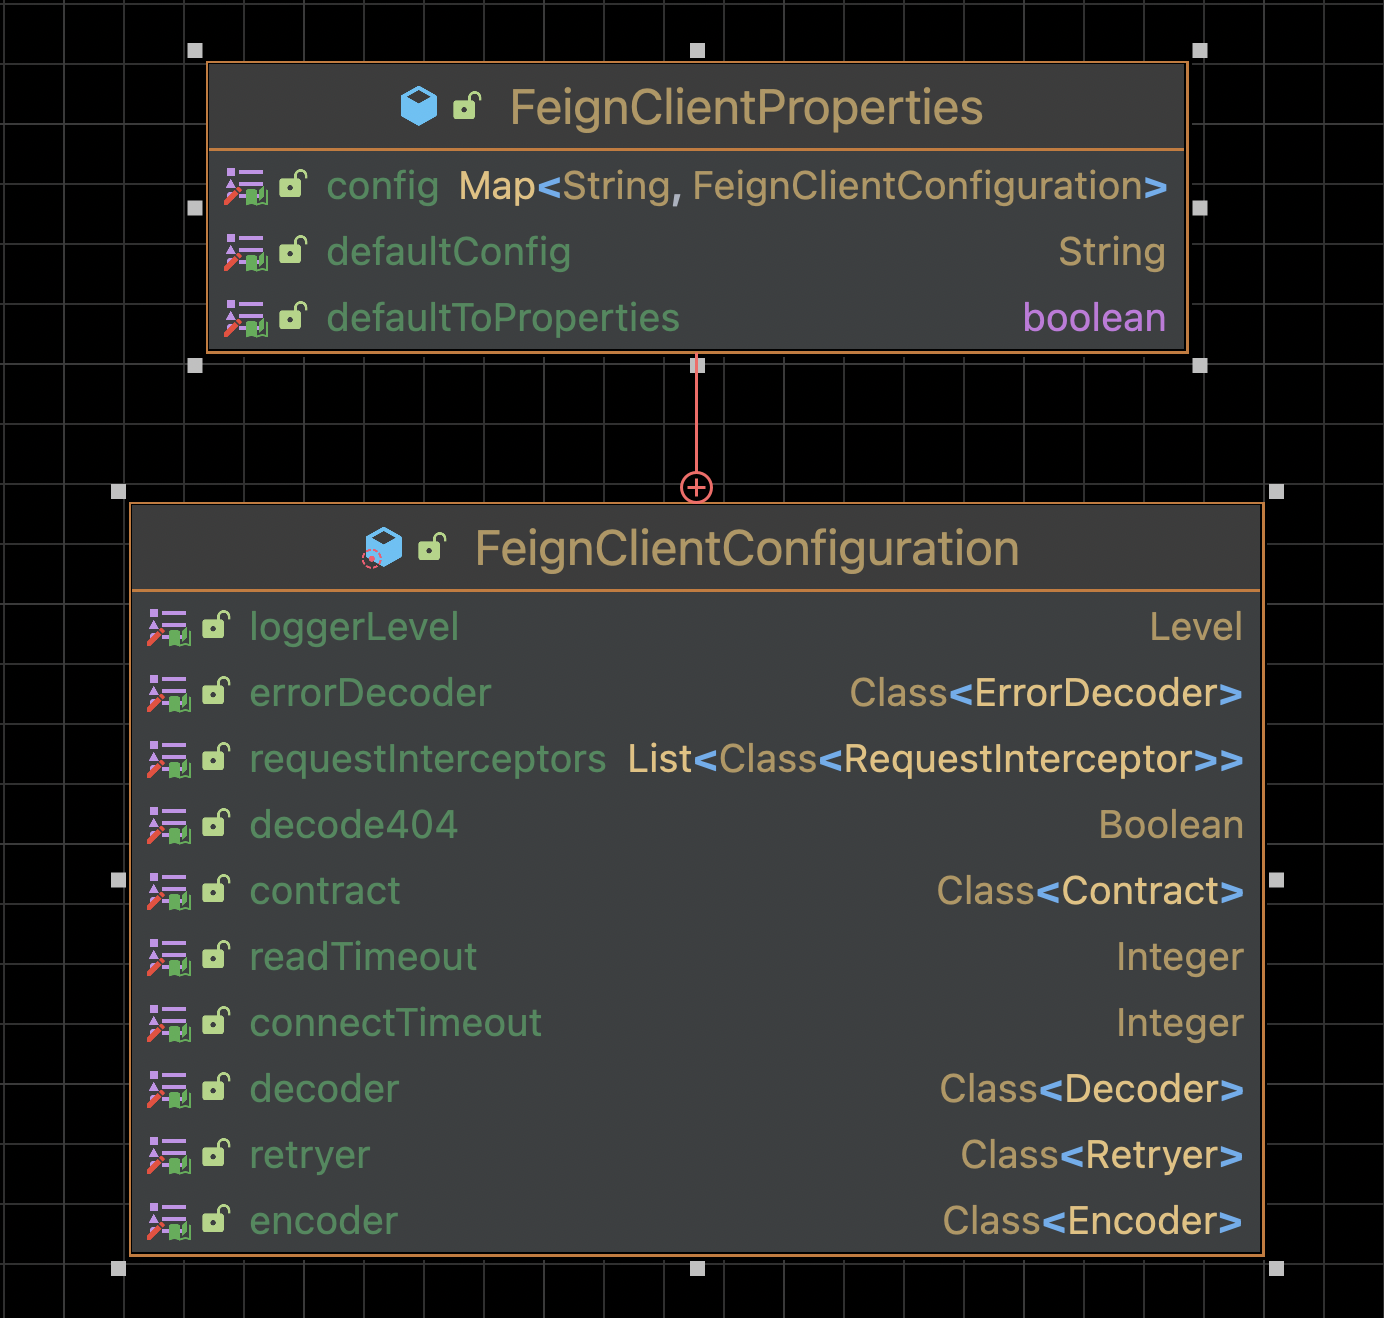 FeignClientProperties
config Map<String, FeignClientConfiguration>
defaultConfig String
defaultToProperties boolean
FeignClientConfiguration
loggerLevel Level
errorDecoder Class<ErrorDecoder>
requestInterceptors List<Class<RequestInterceptor>>
decode404 Boolean
contract Class<Contract>
readTimeout Integer
connectTimeout Integer
decoder Class<Decoder>
retryer Class<Retryer>
encoder Class<Encoder>